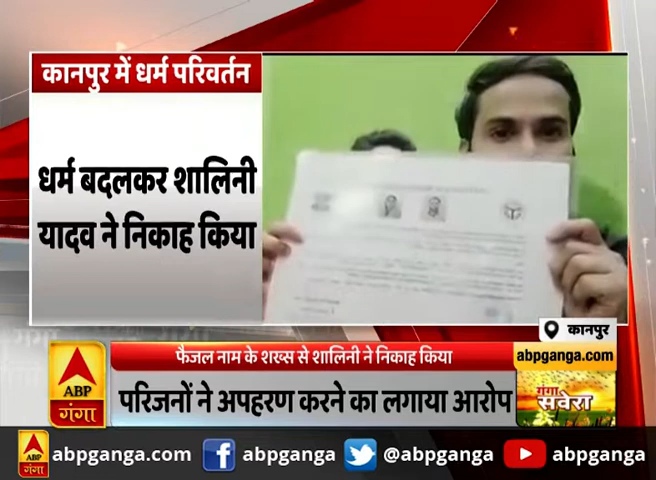 कानपुर में धर्म परिवर्तन
धर्म बदलकर शालिनी
यादव ने निकाह किया
कानपुर
फैजल नाम के शख्स से शालिनी ने निकाह किया
abpganga.com
ABP
गंगा
परिजनों ने अपहरण करने का लगाया आरोप
गंगा
सवेरा
ABP
गंगा
abpganga.com
abpganga
@abpganga
abpganga